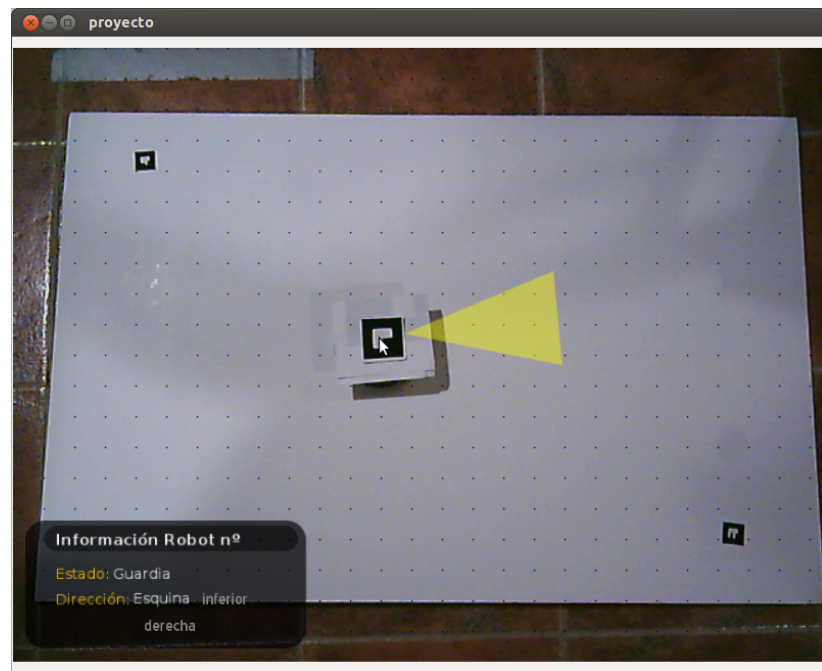 proyecto
Información Robot nº
Estado: Guardia
Dirección: Esquina inferior
derecha